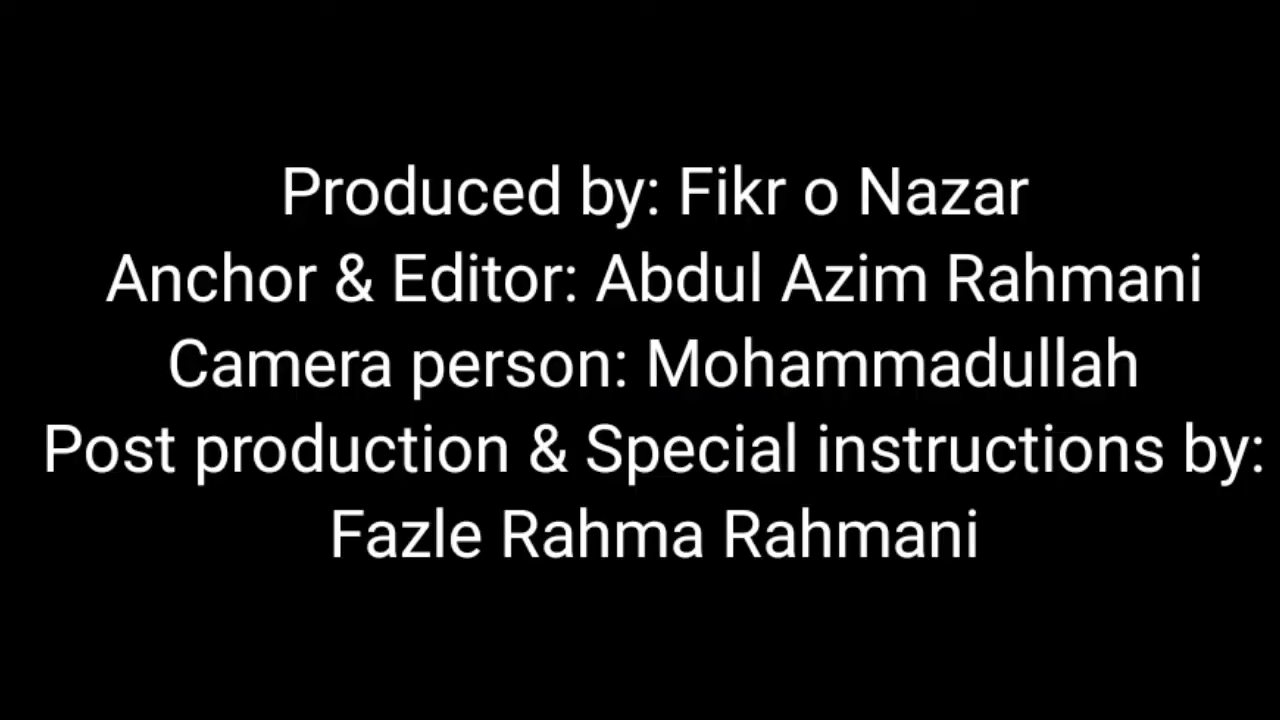 Produced by: Fikr o Nazar
Anchor & Editor: Abdul Azim Rahmani
Camera person: Mohammadullah
Post production & Special instructions by:
Fazle Rahma Rahmani